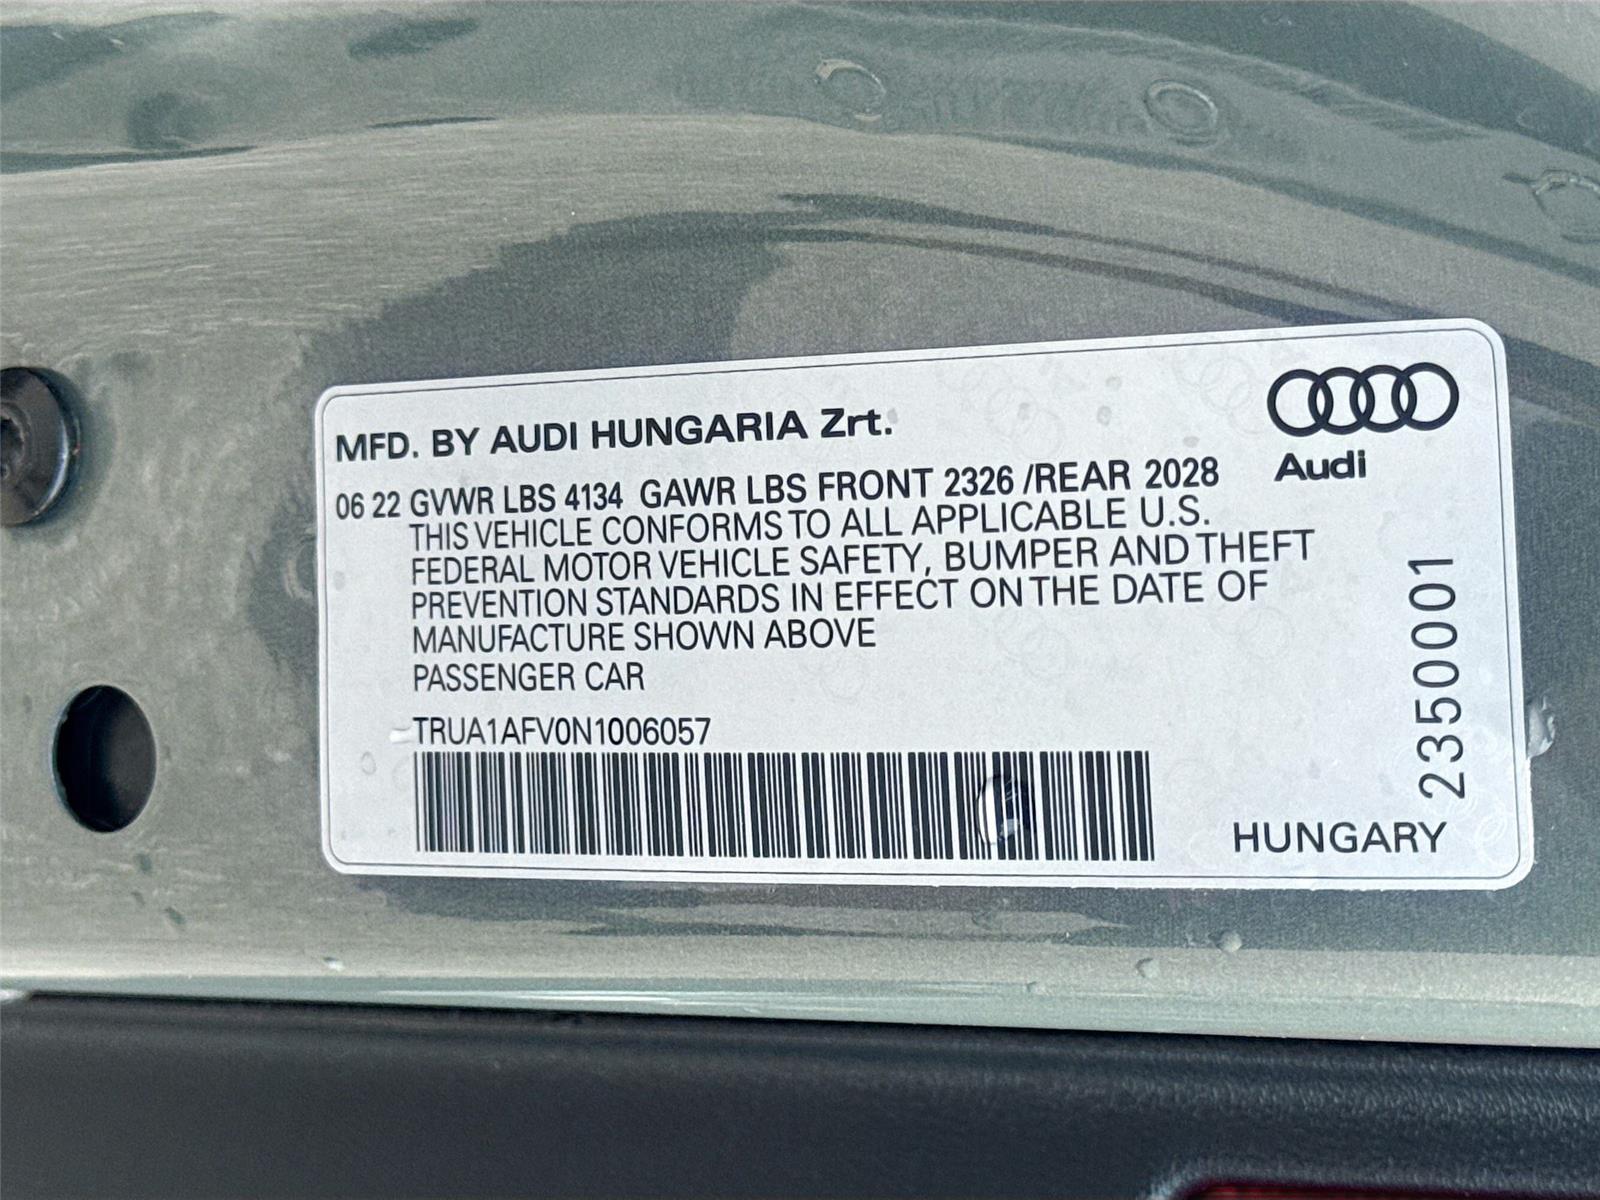 MFD. BY AUDI HUNGARIA Zrt.
Audi
06 22 GVWR LBS 4134 GAWR LBS FRONT 2326 /REAR 2028
THIS VEHICLE CONFORMS TO ALL APPLICABLE U.S.
FEDERAL MOTOR VEHICLE SAFETY, BUMPER AND THEFT
PREVENTION STANDARDS IN EFFECT ON THE DATE OF
MANUFACTURE SHOWN ABOVE
PASSENGER CAR
TRUA1AFV0N1006057
2350001
HUNGARY